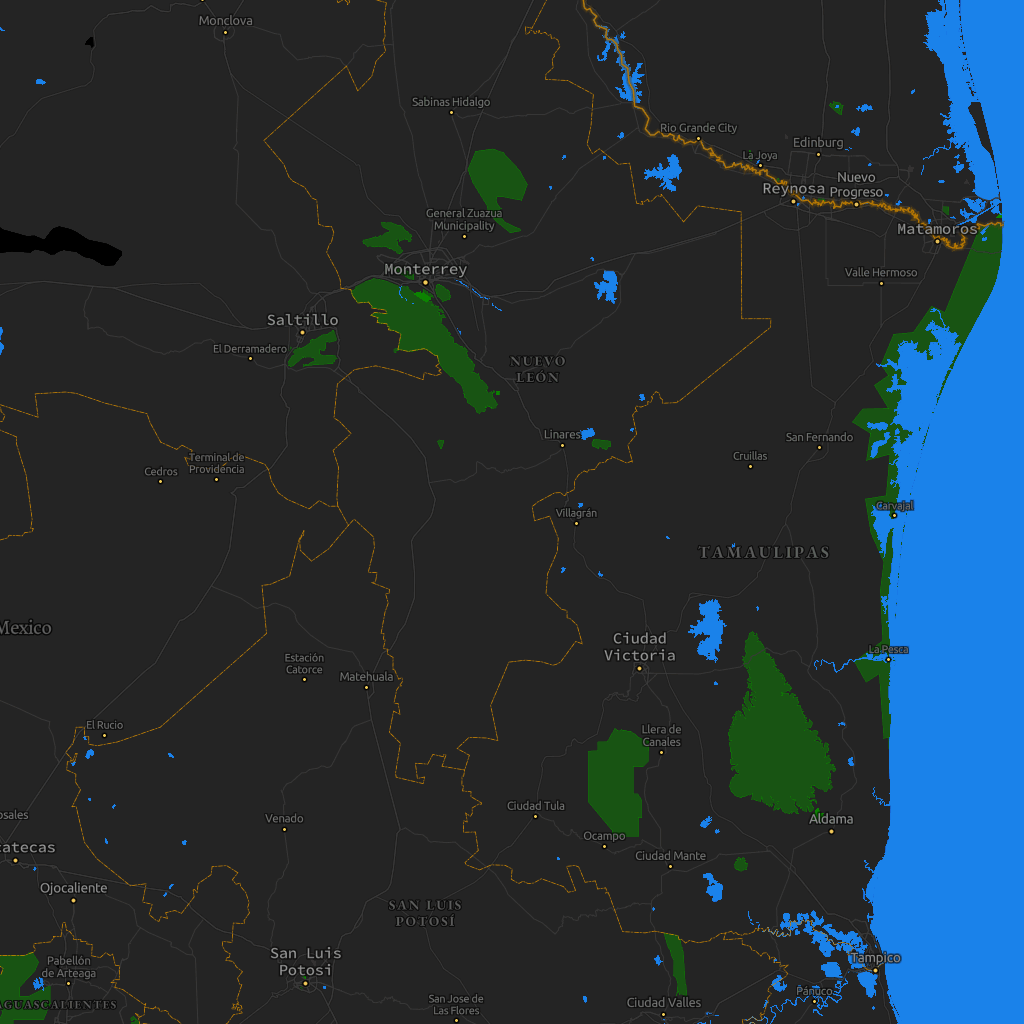 Monclova
Sabinas Hidalgo
Rio Grande City
Edinburg
La Joya
Nuevo
Progreso
Reynosa
General Zuazua
Municipality
Matamoros
Monterrey
Valle Hermoso
Saltillo
El Derramadero
NUEVO
LEÓN
Linares
San Fernando
Cruillas
Terminal de
Providencia
Cedros
Villagrán
Carvajal
TAMAULIPAS
Mexico
Ciudad
Victoria
La Pesca
Estación
Catorce
Matehuala
El Rucio
Llera de
Canales
Ciudad Tula
osales
Venado
Aldama
Ocampo
catecas
Ciudad Mante
Ojocaliente
SAN LUIS
POTOSÍ
San Luis
Potosi
Tampico
Pabellón
de Arteaga
Pánuco
AGUASCALIENTES
San Jose de
Las Flores
Ciudad Valles